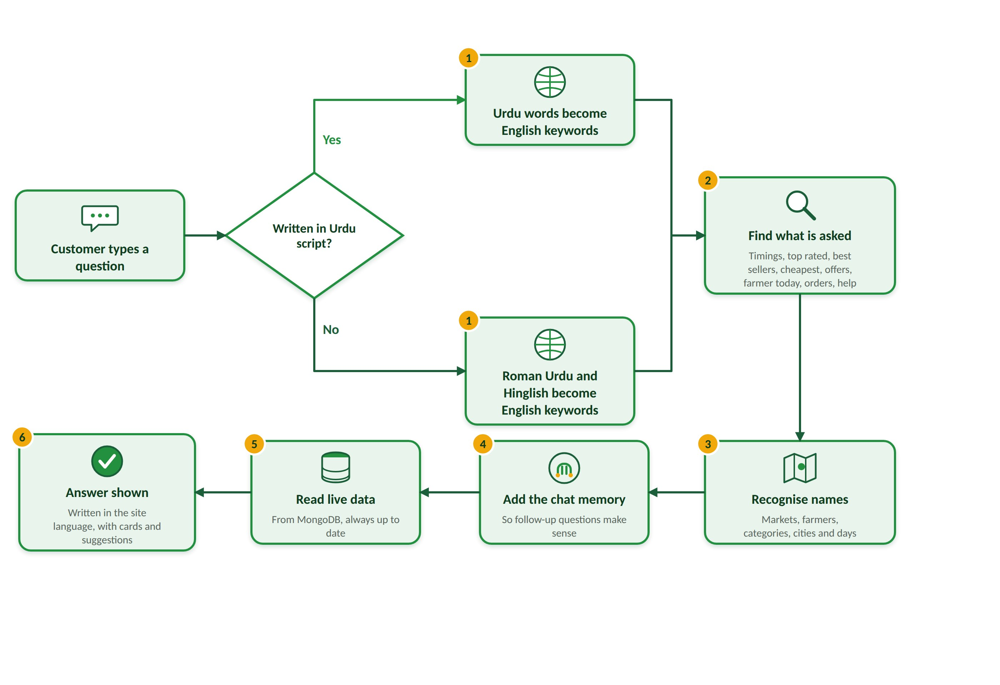 1
Urdu words become
English keywords
Yes
2
Customer types a
question
Written in Urdu
script?
Find what is asked
Timings, top rated, best
sellers, cheapest, offers,
farmer today, orders, help
No
1
Roman Urdu and
Hinglish become
English keywords
6
Answer shown
Written in the site
language, with cards and
suggestions
5
Read live data
From MongoDB, always up to
date
4
Add the chat memory
So follow-up questions make
sense
3
Recognise names
Markets, farmers,
categories, cities and days